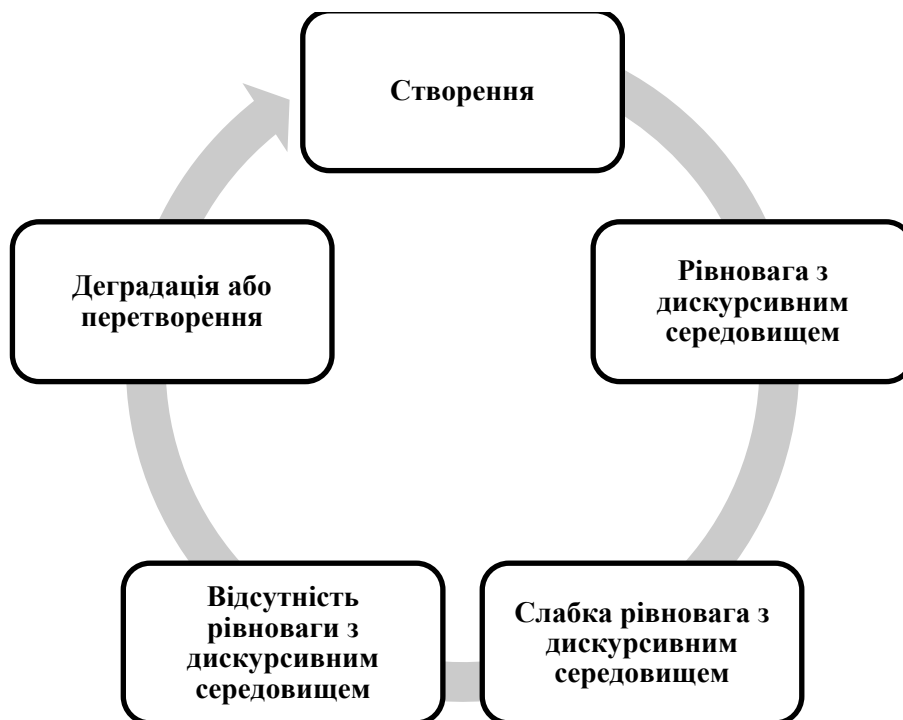 Створення
Рівновага з
дискурсивним
середовищем
Слабка рівновага з
дискурсивним
середовищем
Відсутність
рівноваги з
дискурсивним
середовищем
Деградація або
перетворення